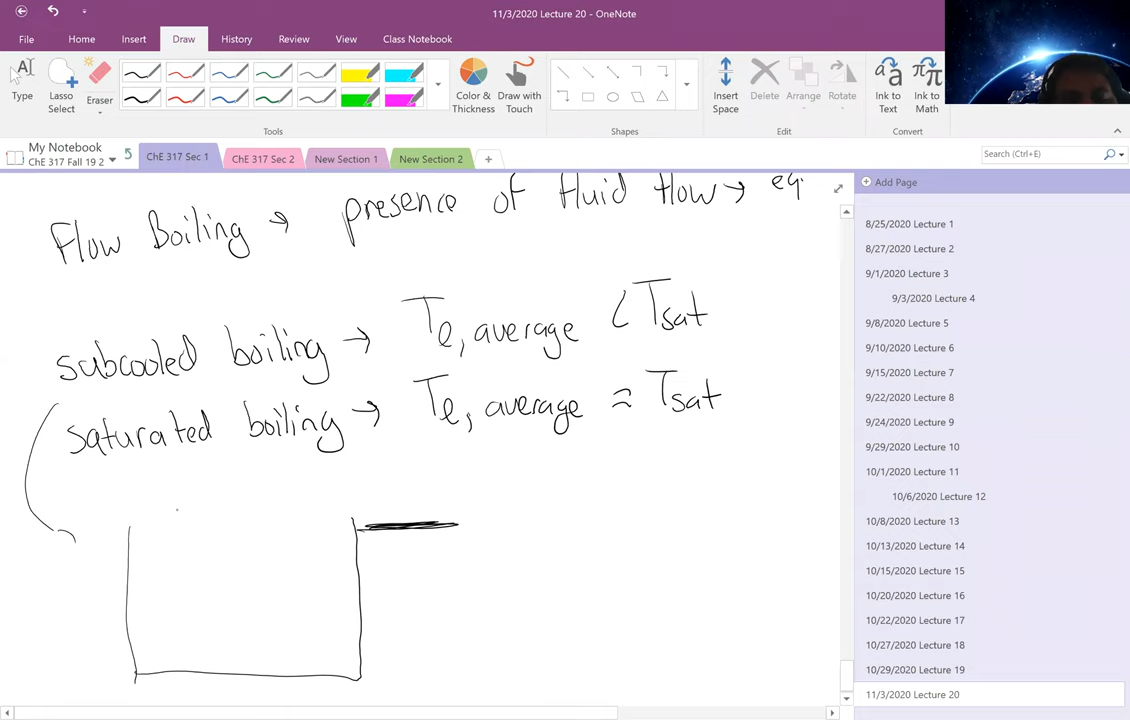 11/3/2020 Lecture 20 - OneNote
File Home Insert Draw History Review View Class Notebook
Type
Lasso Select
Eraser
Color & Thickness
Draw with Touch
Insert Space
Delete
Arrange
Rotate
Ink to Text
Ink to Math
Tools Shapes Edit Convert
My Notebook
ChE 317 Fall 19 2
ChE 317 Sec 1 ChE 317 Sec 2 New Section 1 New Section 2 +
Search (Ctrl+E)
Flow Boiling → presence of fluid flow → eq:
subcooled boiling → Tl, average < Tsat
saturated boiling → Tl, average ≈ Tsat
Add Page
8/25/2020 Lecture 1
8/27/2020 Lecture 2
9/1/2020 Lecture 3
9/3/2020 Lecture 4
9/8/2020 Lecture 5
9/10/2020 Lecture 6
9/15/2020 Lecture 7
9/22/2020 Lecture 8
9/24/2020 Lecture 9
9/29/2020 Lecture 10
10/1/2020 Lecture 11
10/6/2020 Lecture 12
10/8/2020 Lecture 13
10/13/2020 Lecture 14
10/15/2020 Lecture 15
10/20/2020 Lecture 16
10/22/2020 Lecture 17
10/27/2020 Lecture 18
10/29/2020 Lecture 19
11/3/2020 Lecture 20